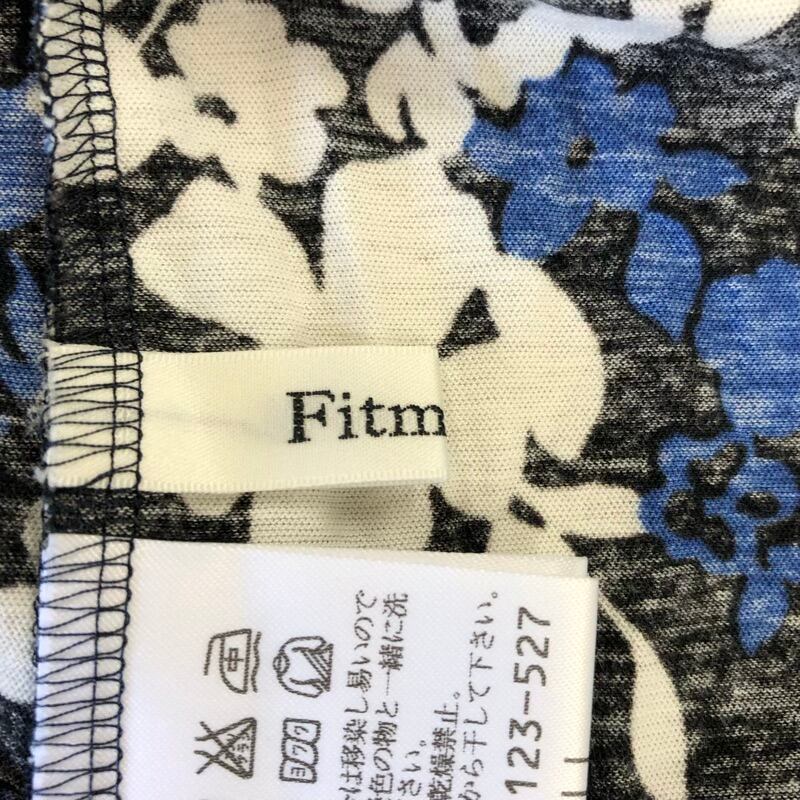 Fitm
中
は移染し易いので
色の物と一緒に洗
さい。
乾燥禁止。
から干して下さい。
123-527